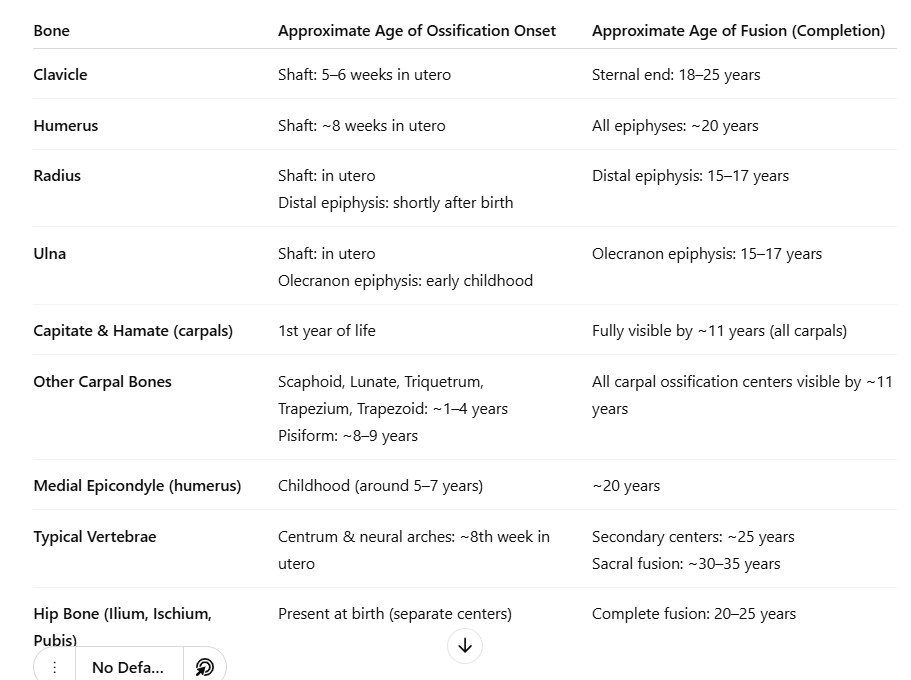 Bone Approximate Age of Ossification Onset Approximate Age of Fusion (Completion)
Clavicle Shaft: 5–6 weeks in utero Sternal end: 18–25 years
Humerus Shaft: ~8 weeks in utero All epiphyses: ~20 years
Radius Shaft: in utero Distal epiphysis: 15–17 years
Distal epiphysis: shortly after birth
Ulna Shaft: in utero Olecranon epiphysis: 15–17 years
Olecranon epiphysis: early childhood
Capitate & Hamate (carpals) 1st year of life Fully visible by ~11 years (all carpals)
Other Carpal Bones Scaphoid, Lunate, Triquetrum, All carpal ossification centers visible by ~11
Trapezium, Trapezoid: ~1–4 years years
Pisiform: ~8–9 years
Medial Epicondyle (humerus) Childhood (around 5–7 years) ~20 years
Typical Vertebrae Centrum & neural arches: ~8th week in Secondary centers: ~25 years
utero Sacral fusion: ~30–35 years
Hip Bone (Ilium, Ischium, Present at birth (separate centers) Complete fusion: 20–25 years
Pubis)
No Defa...